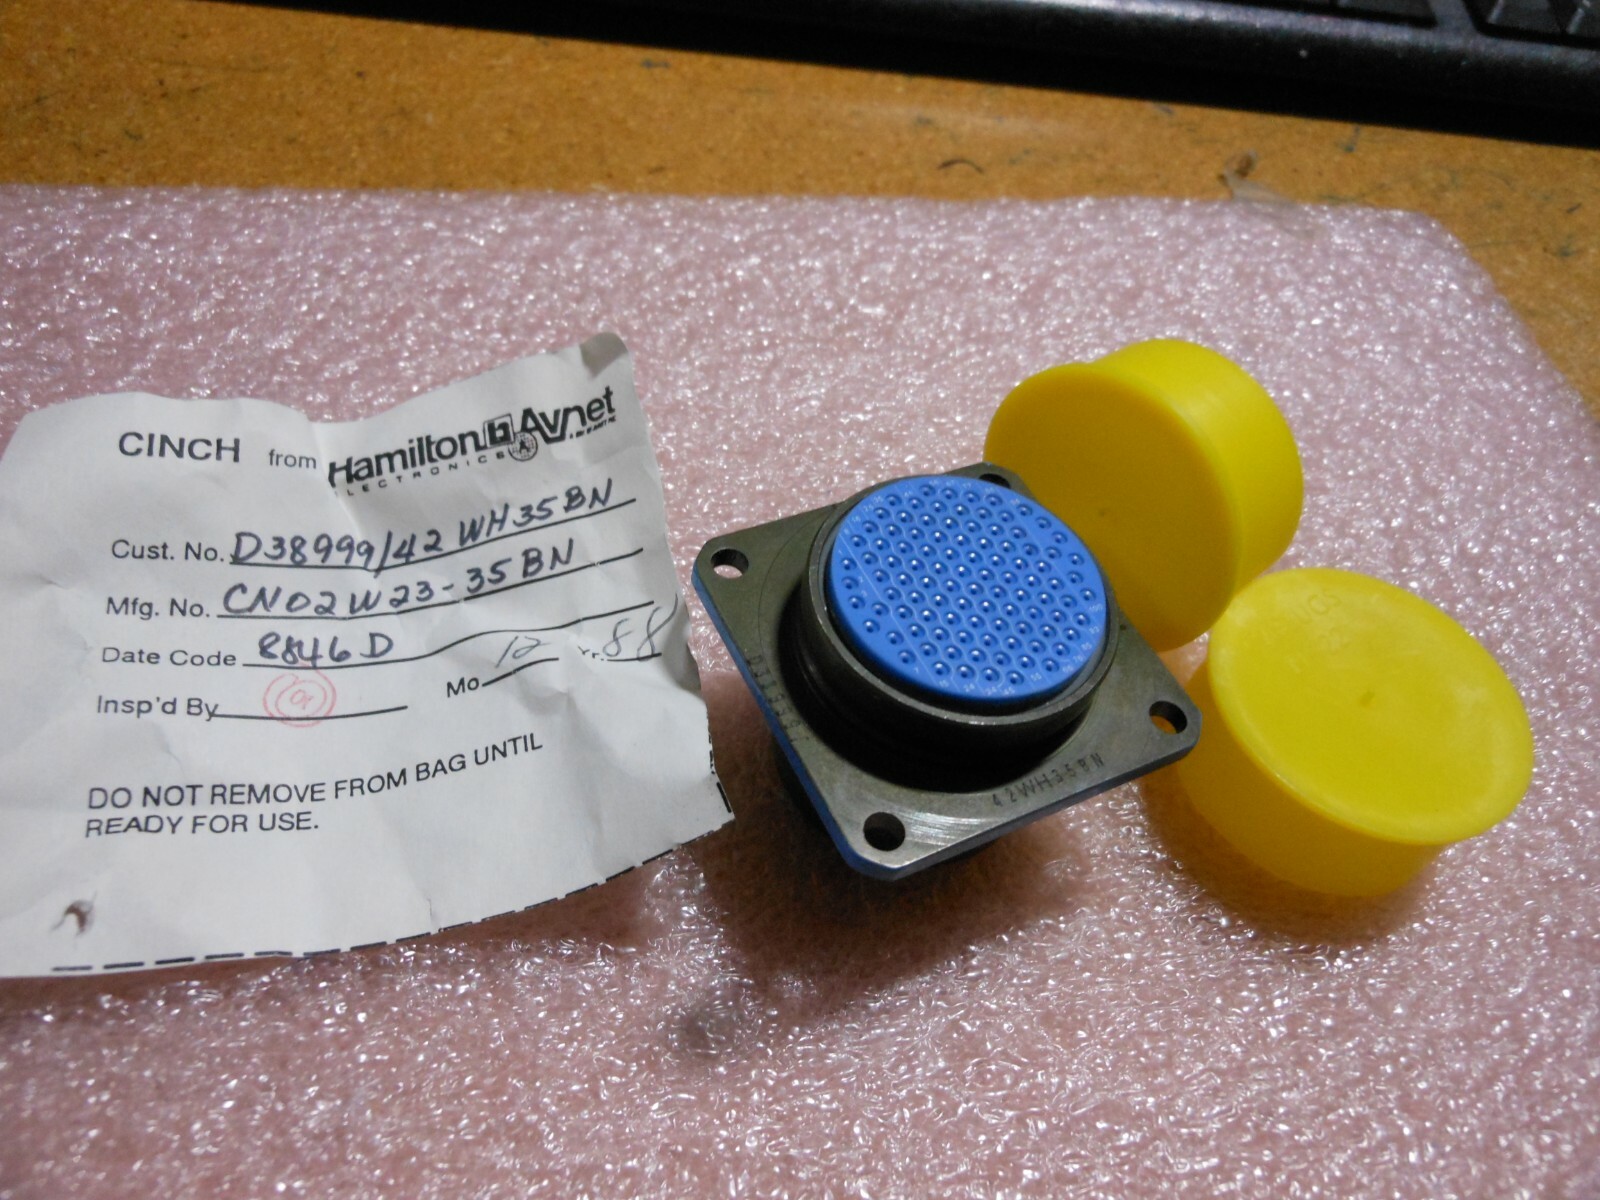 CINCH from Hamilton Avnet
ELECTRONICS
Cust. No. D38999/42WH35BN
Mfg. No. CN02W23-35BN
Date Code 8846D
Insp'd By Mo. 12 Yr. 88
DO NOT REMOVE FROM BAG UNTIL
READY FOR USE.
42WH35BN